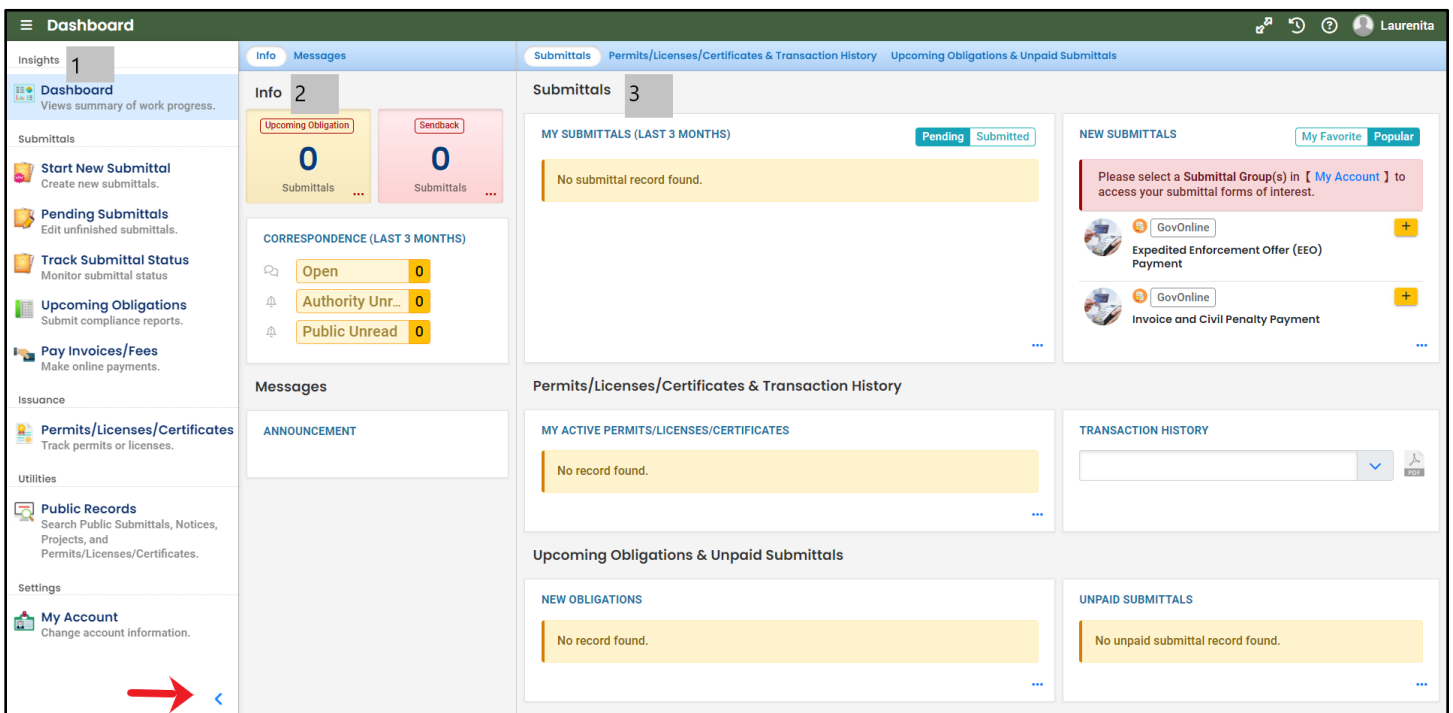 Dashboard
Laurenita
Insights
1
Dashboard
Views summary of work progress.
Submittals
Start New Submittal
Create new submittals.
Pending Submittals
Edit unfinished submittals.
Track Submittal Status
Monitor submittal status
Upcoming Obligations
Submit compliance reports.
Pay Invoices/Fees
Make online payments.
Issuance
Permits/Licenses/Certificates
Track permits or licenses.
Utilities
Public Records
Search Public Submittals, Notices,
Projects, and
Permits/Licenses/Certificates.
Settings
My Account
Change account information.
Info Messages
Info 2
Upcoming Obligation
0
Submittals
...
Sendback
0
Submittals
...
CORRESPONDENCE (LAST 3 MONTHS)
Open 0
Authority Unr... 0
Public Unread 0
Messages
ANNOUNCEMENT
Submittals Permits/Licenses/Certificates & Transaction History Upcoming Obligations & Unpaid Submittals
Submittals 3
MY SUBMITTALS (LAST 3 MONTHS) Pending Submitted
No submittal record found.
...
NEW SUBMITTALS My Favorite Popular
Please select a Submittal Group(s) in【 My Account 】to
access your submittal forms of interest.
GovOnline +
Expedited Enforcement Offer (EEO)
Payment
GovOnline +
Invoice and Civil Penalty Payment
...
Permits/Licenses/Certificates & Transaction History
MY ACTIVE PERMITS/LICENSES/CERTIFICATES
No record found.
...
TRANSACTION HISTORY
PDF
Upcoming Obligations & Unpaid Submittals
NEW OBLIGATIONS
No record found.
...
UNPAID SUBMITTALS
No unpaid submittal record found.
...